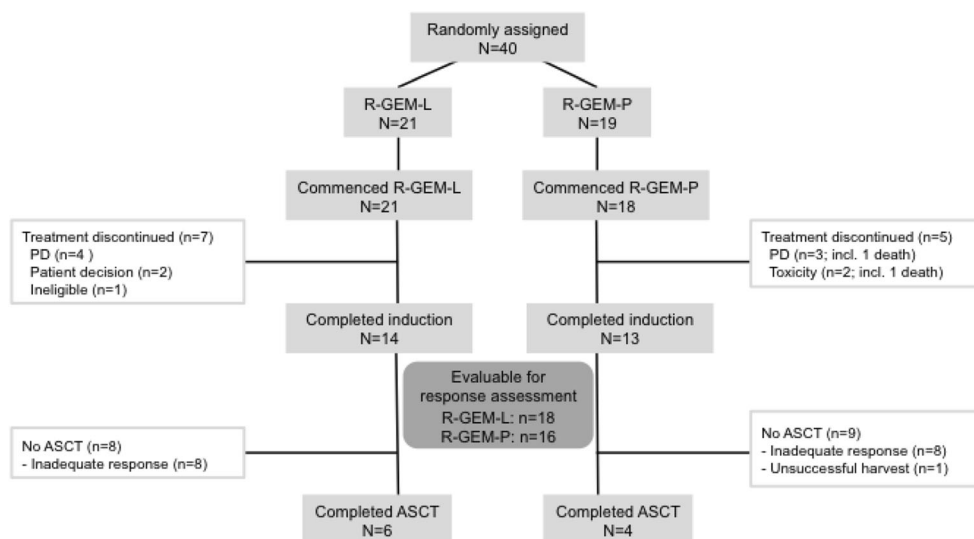 Randomly assigned
N=40
R-GEM-L
N=21
R-GEM-P
N=19
Commenced R-GEM-L
N=21
Commenced R-GEM-P
N=18
Treatment discontinued (n=7)
PD (n=4 )
Patient decision (n=2)
Ineligible (n=1)
Treatment discontinued (n=5)
PD (n=3; incl. 1 death)
Toxicity (n=2; incl. 1 death)
Completed induction
N=14
Completed induction
N=13
Evaluable for
response assessment
R-GEM-L: n=18
R-GEM-P: n=16
No ASCT (n=8)
- Inadequate response (n=8)
No ASCT (n=9)
- Inadequate response (n=8)
- Unsuccessful harvest (n=1)
Completed ASCT
N=6
Completed ASCT
N=4